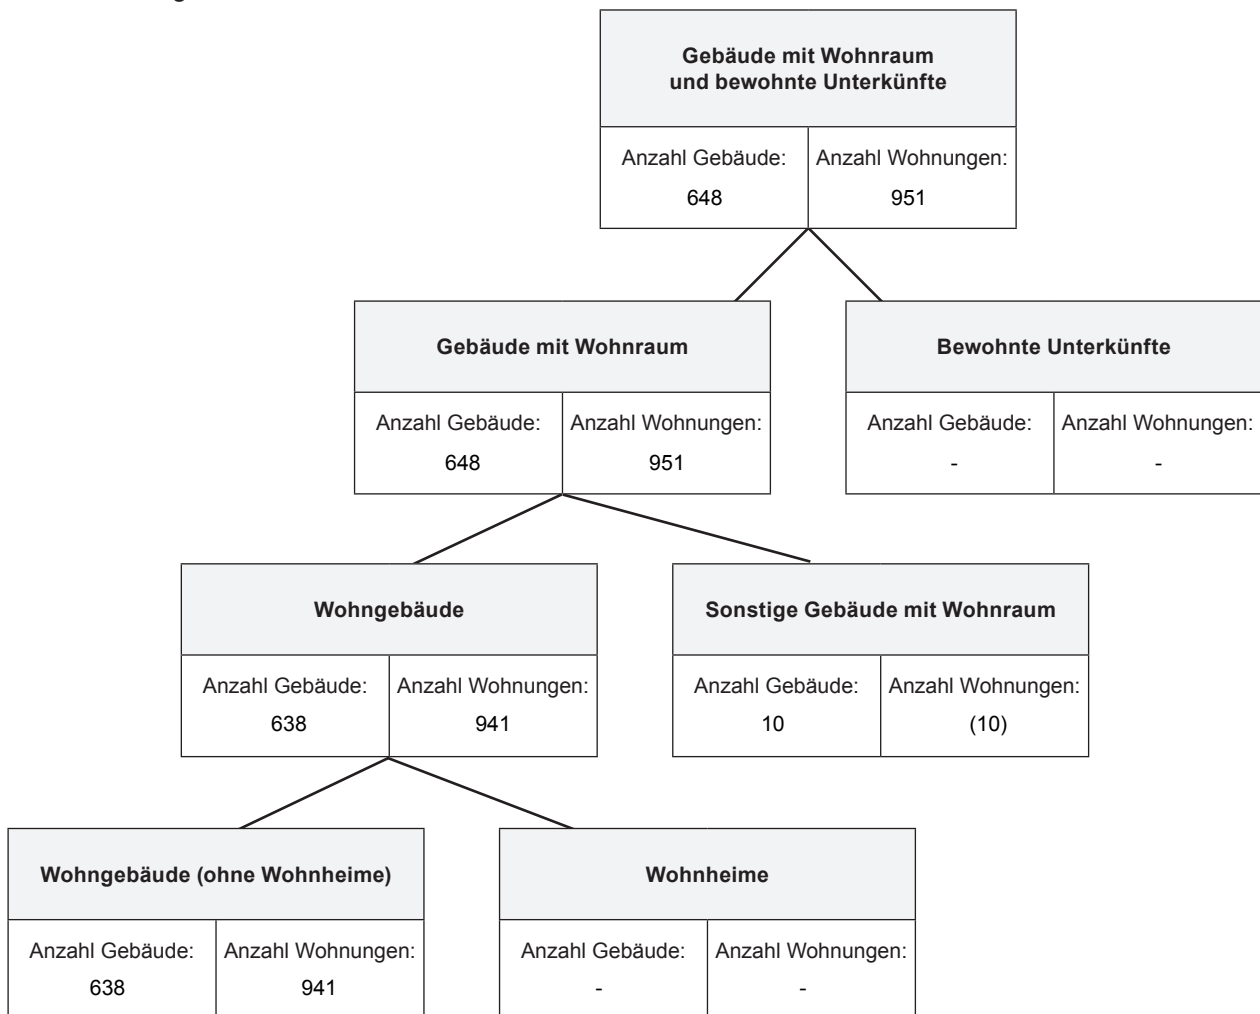 Gebäude mit Wohnraum
und bewohnte Unterkünfte
Anzahl Gebäude: Anzahl Wohnungen:
648 951
Gebäude mit Wohnraum Bewohnte Unterkünfte
Anzahl Gebäude: Anzahl Wohnungen: Anzahl Gebäude: Anzahl Wohnungen:
648 951 - -
Wohngebäude Sonstige Gebäude mit Wohnraum
Anzahl Gebäude: Anzahl Wohnungen: Anzahl Gebäude: Anzahl Wohnungen:
638 941 10 (10)
Wohngebäude (ohne Wohnheime) Wohnheime
Anzahl Gebäude: Anzahl Wohnungen: Anzahl Gebäude: Anzahl Wohnungen:
638 941 - -